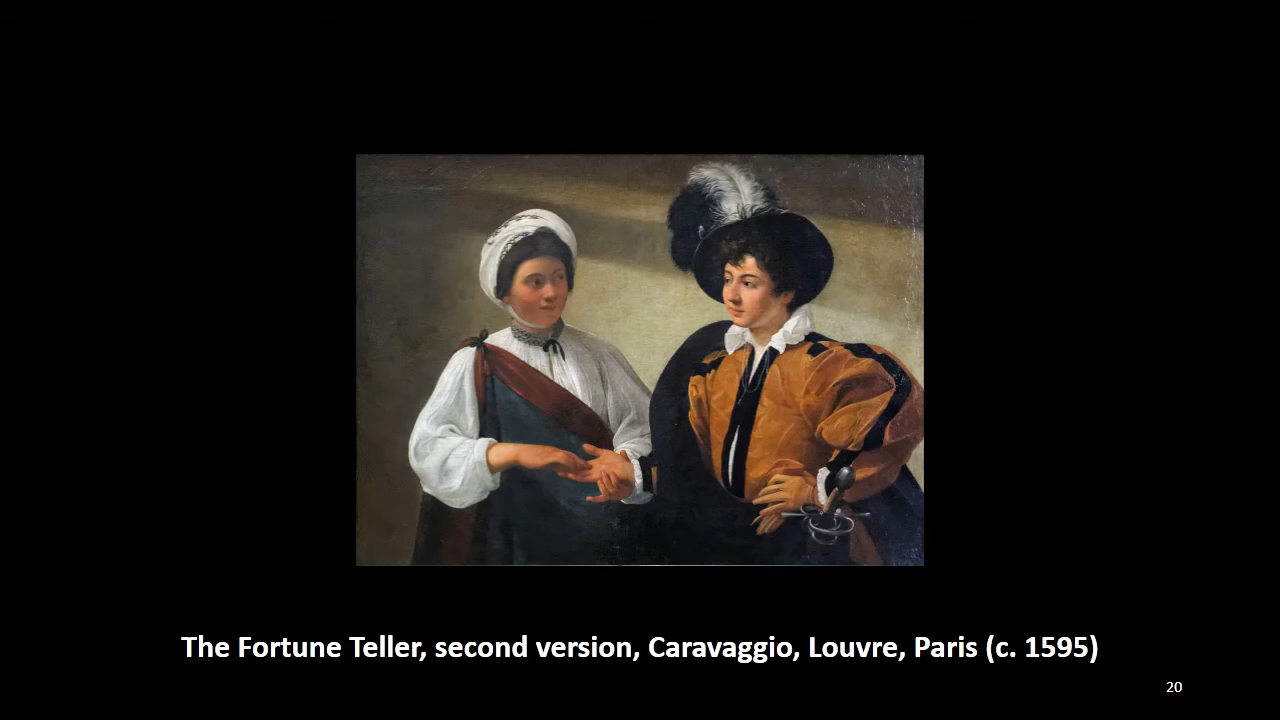 The Fortune Teller, second version, Caravaggio, Louvre, Paris (c. 1595)
20